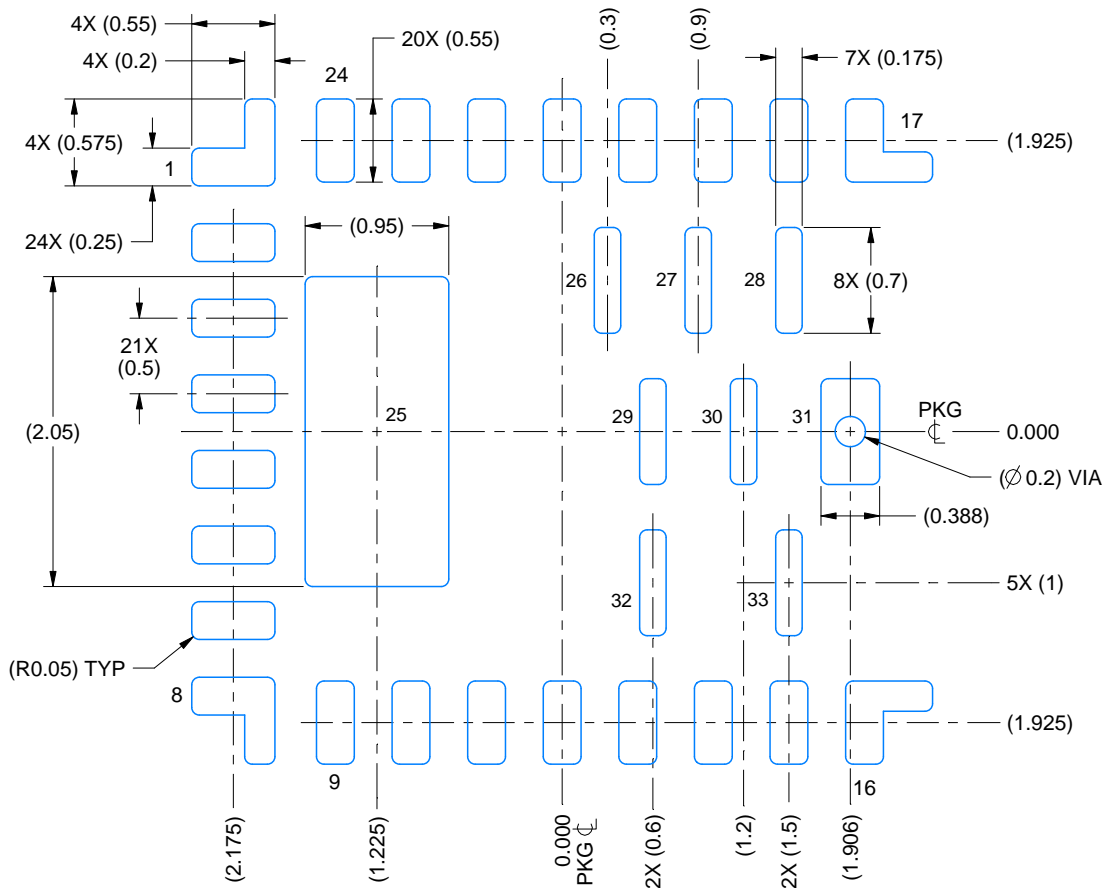 4X (0.55)
4X (0.2)
20X (0.55)
(0.3)
(0.9)
7X (0.175)
24
17
4X (0.575)
(1.925)
1
24X (0.25)
(0.95)
26
27
28
8X (0.7)
21X
(0.5)
25
29
30
31
PKG
(2.05)
0.000
(Ø 0.2) VIA
(0.388)
32
33
5X (1)
(R0.05) TYP
8
(1.925)
9
16
(2.175)
(1.225)
0.000
PKG
2X (0.6)
(1.2)
2X (1.5)
(1.906)